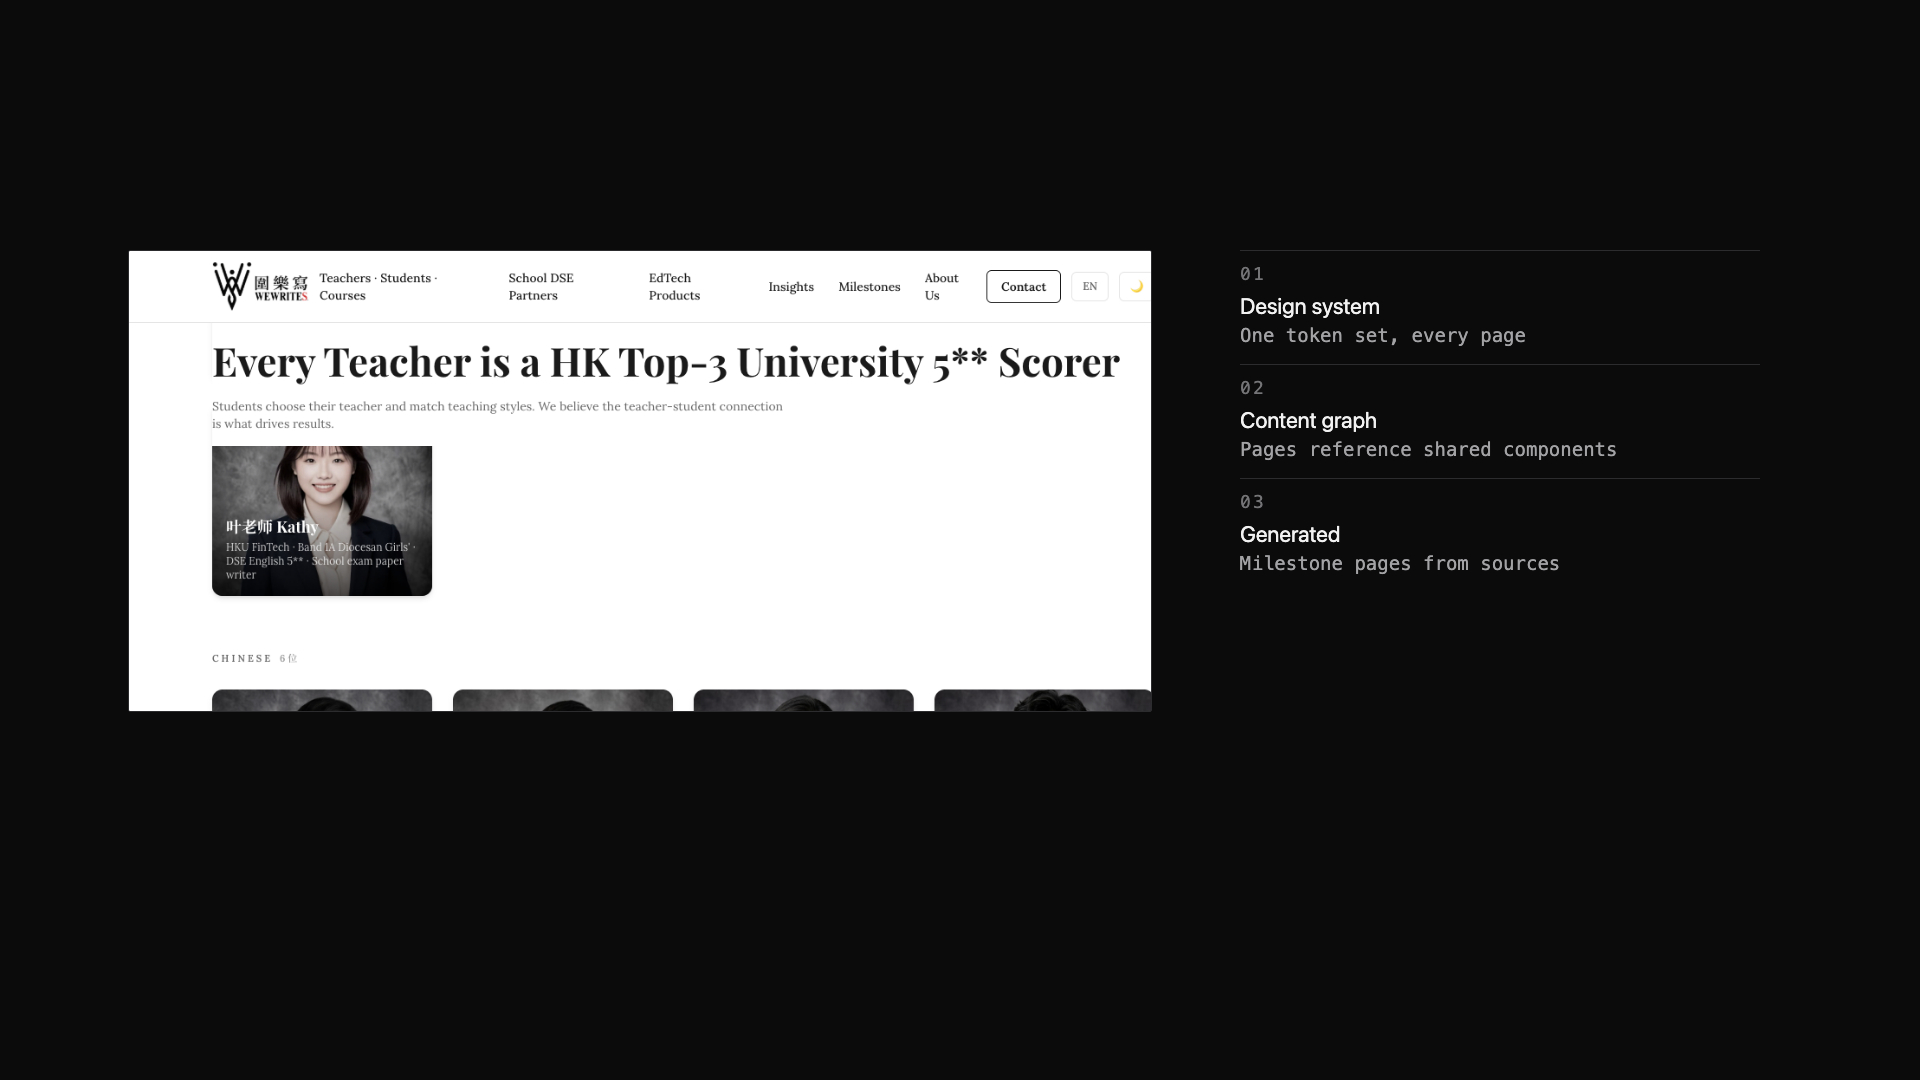 圍樂寫
WEWRITES
Teachers · Students ·
Courses
School DSE
Partners
EdTech
Products
Insights
Milestones
About
Us
Contact
EN
Every Teacher is a HK Top-3 University 5** Scorer
Students choose their teacher and match teaching styles. We believe the teacher-student connection
is what drives results.
叶老师 Kathy
HKU FinTech · Band 1A Diocesan Girls' ·
DSE English 5** · School exam paper
writer
CHINESE 6位
01
Design system
One token set, every page
02
Content graph
Pages reference shared components
03
Generated
Milestone pages from sources